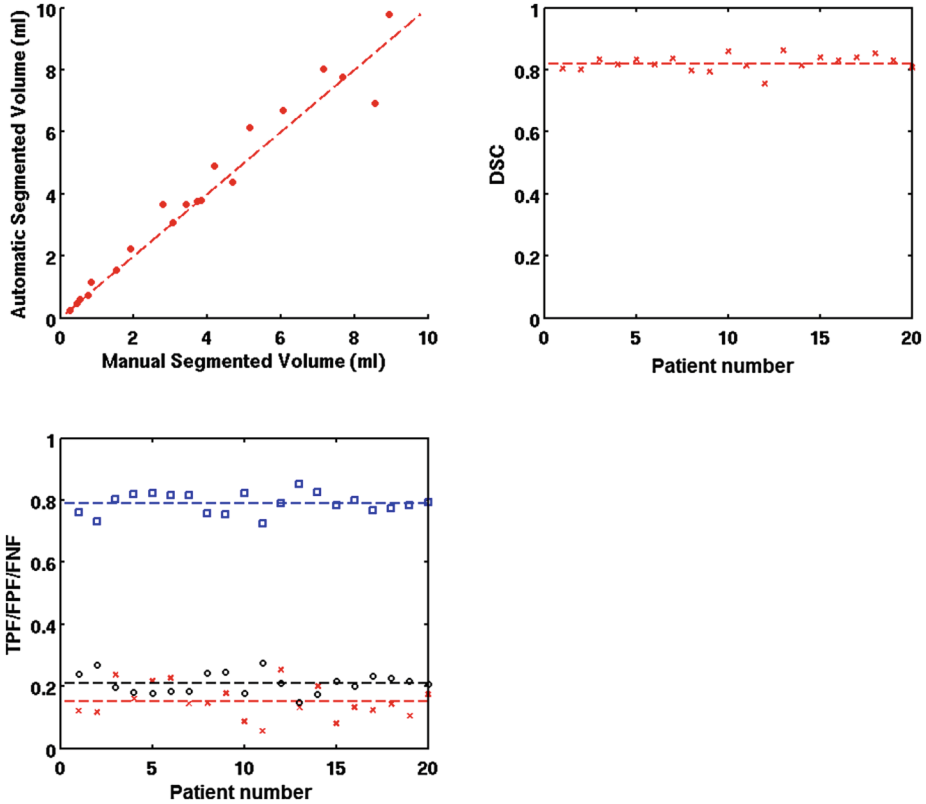 Automatic Segmented Volume (ml)
10
8
6
4
2
0
0 2 4 6 8 10
Manual Segmented Volume (ml)
DSC
1
0.8
0.6
0.4
0.2
0
0 5 10 15 20
Patient number
TPF/FPF/FNF
1
0.8
0.6
0.4
0.2
0
0 5 10 15 20
Patient number